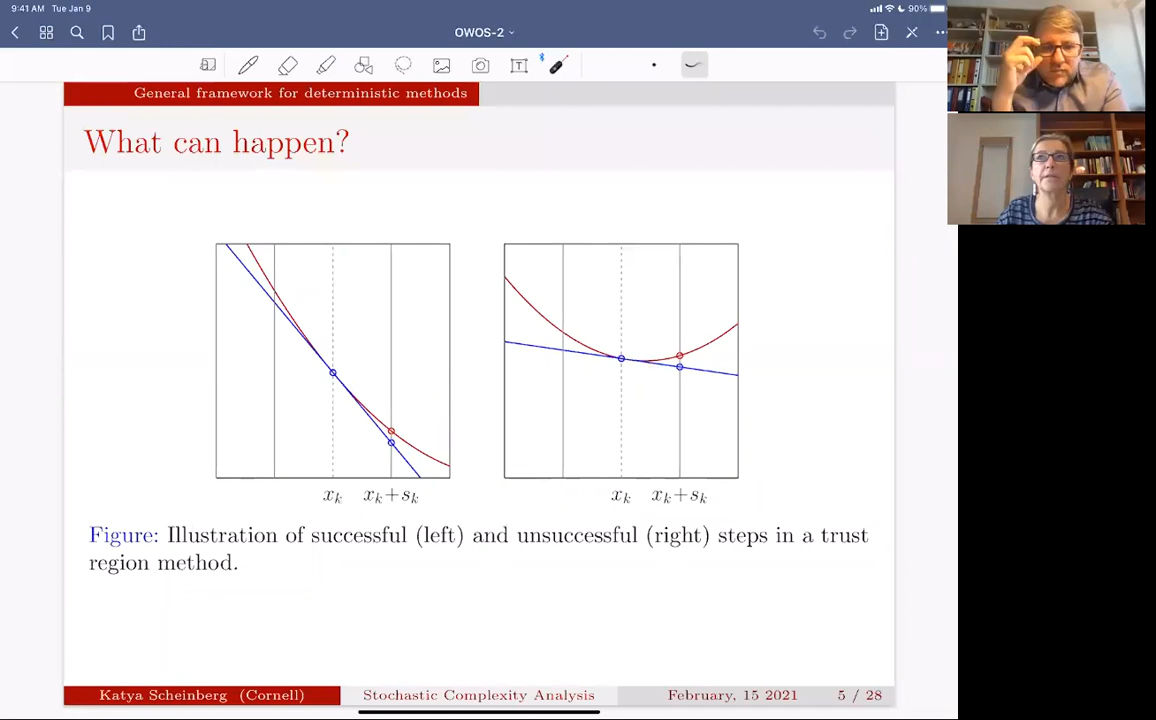 9:41 AM Tue Jan 9
90%
OWOS-2
General framework for deterministic methods
What can happen?
x_k x_k+s_k x_k x_k+s_k
Figure: Illustration of successful (left) and unsuccessful (right) steps in a trust
region method.
Katya Scheinberg (Cornell) Stochastic Complexity Analysis February, 15 2021 5 / 28